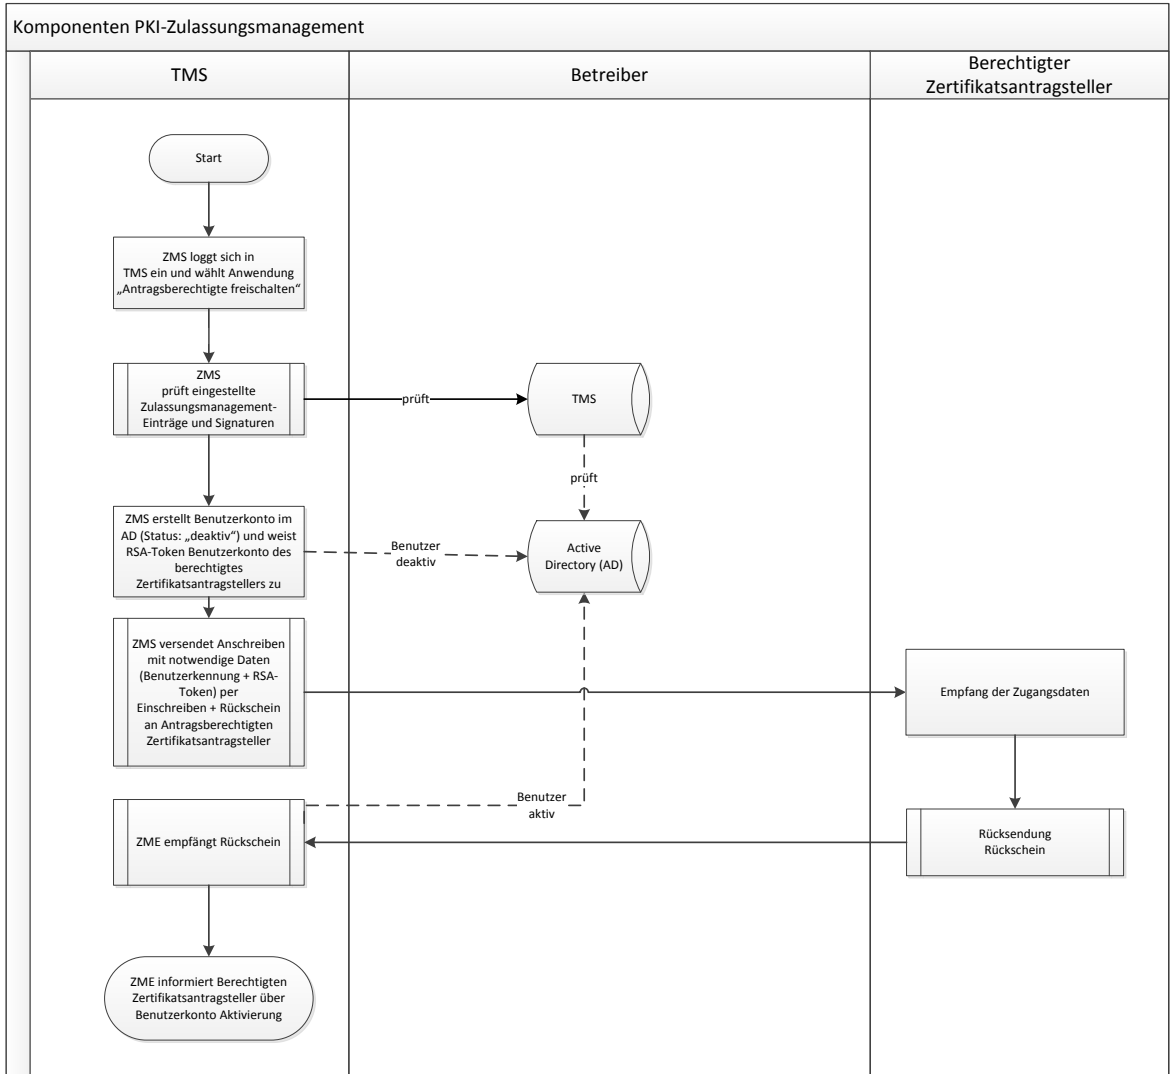 Komponenten PKI-Zulassungsmanagement
TMS
Betreiber
Berechtigter
Zertifikatsantragsteller
Start
ZMS loggt sich in
TMS ein und wählt Anwendung
„Antragsberechtigte freischalten“
ZMS
prüft eingestellte
Zulassungsmanagement-
Einträge und Signaturen
prüft
TMS
prüft
ZMS erstellt Benutzerkonto im
AD (Status: „deaktiv“) und weist
RSA-Token Benutzerkonto des
berechtigtes
Zertifikatsantragstellers zu
Benutzer
deaktiv
Active
Directory (AD)
ZMS versendet Anschreiben
mit notwendige Daten
(Benutzerkennung + RSA-
Token) per
Einschreiben + Rückschein
an Antragsberechtigten
Zertifikatsantragsteller
Empfang der Zugangsdaten
Benutzer
aktiv
ZME empfängt Rückschein
Rücksendung
Rückschein
ZME informiert Berechtigten
Zertifikatsantragsteller über
Benutzerkonto Aktivierung